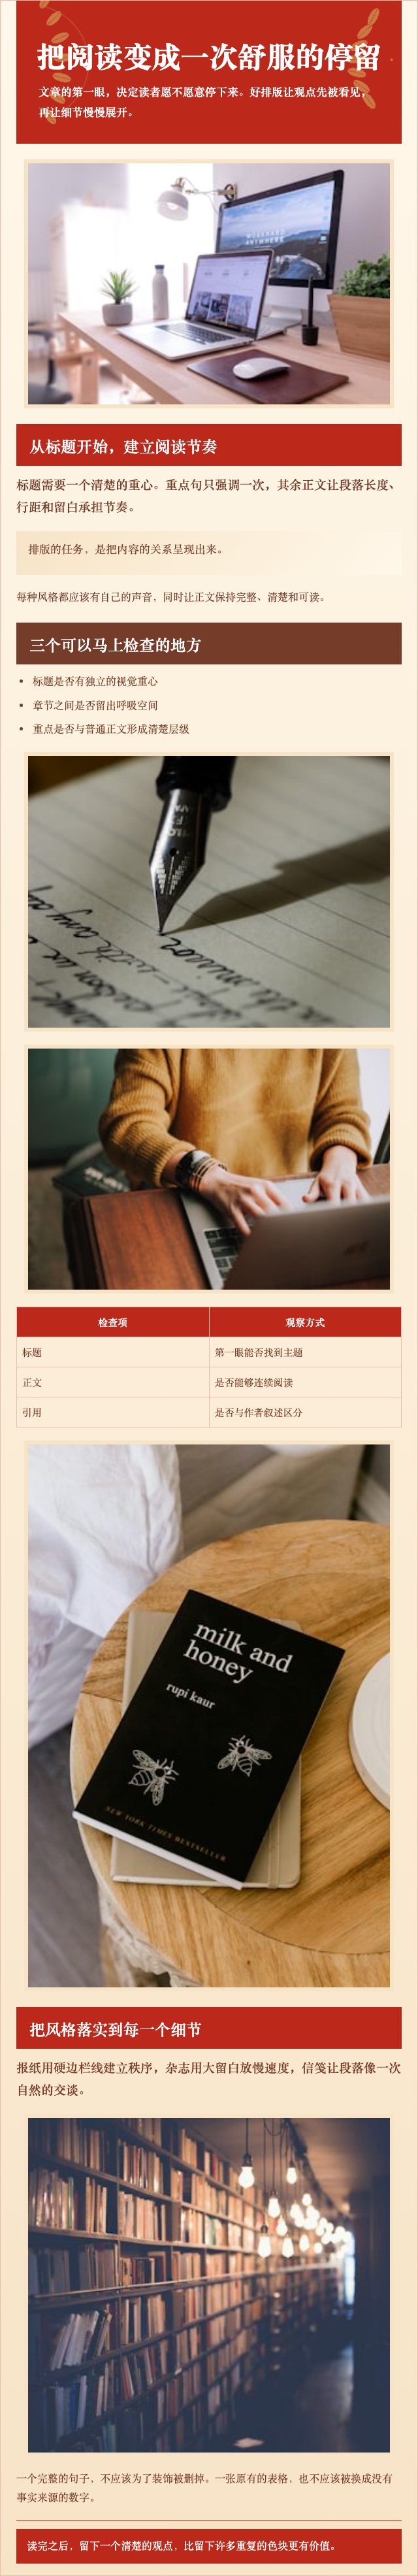 把阅读变成一次舒服的停留
文章的第一眼，决定读者愿不愿意停下来。好排版让观点先被看见，
再让细节慢慢展开。
从标题开始，建立阅读节奏
标题需要一个清楚的重心。重点句只强调一次，其余正文让段落长度、
行距和留白承担节奏。
排版的任务，是把内容的关系呈现出来。
每种风格都应该有自己的声音，同时让正文保持完整、清楚和可读。
三个可以马上检查的地方
• 标题是否有独立的视觉重心
• 章节之间是否留出呼吸空间
• 重点是否与普通正文形成清楚层级
检查项 观察方式
标题 第一眼能否找到主题
正文 是否能够连续阅读
引用 是否与作者叙述区分
milk and
honey
rupi kaur
NEW YORK TIMES BESTSELLER
把风格落实到每一个细节
报纸用硬边栏线建立秩序，杂志用大留白放慢速度，信笺让段落像一次
自然的交谈。
一个完整的句子，不应该为了装饰被删掉。一张原有的表格，也不应该被换成没有
事实来源的数字。
读完之后，留下一个清楚的观点，比留下许多重复的色块更有价值。